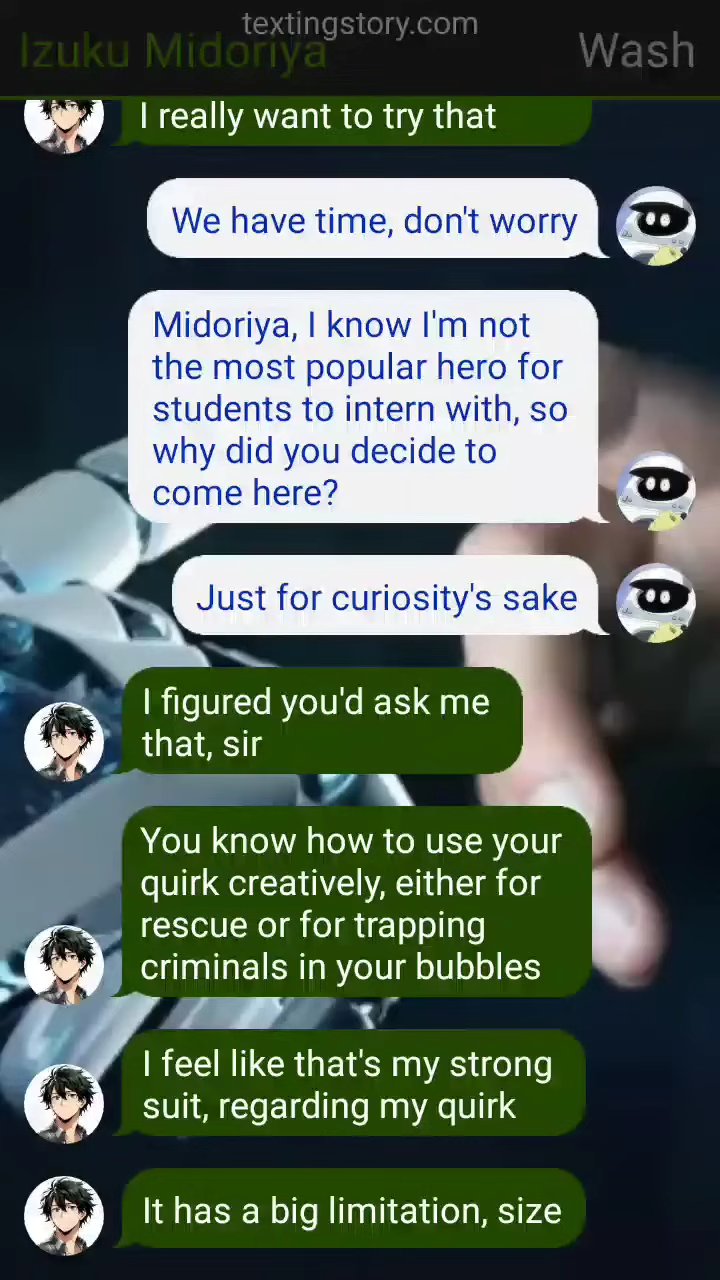 textingstory.com
Izuku Midoriya
Wash
I really want to try that
We have time, don't worry
Midoriya, I know I'm not
the most popular hero for
students to intern with, so
why did you decide to
come here?
Just for curiosity's sake
I figured you'd ask me
that, sir
You know how to use your
quirk creatively, either for
rescue or for trapping
criminals in your bubbles
I feel like that's my strong
suit, regarding my quirk
It has a big limitation, size